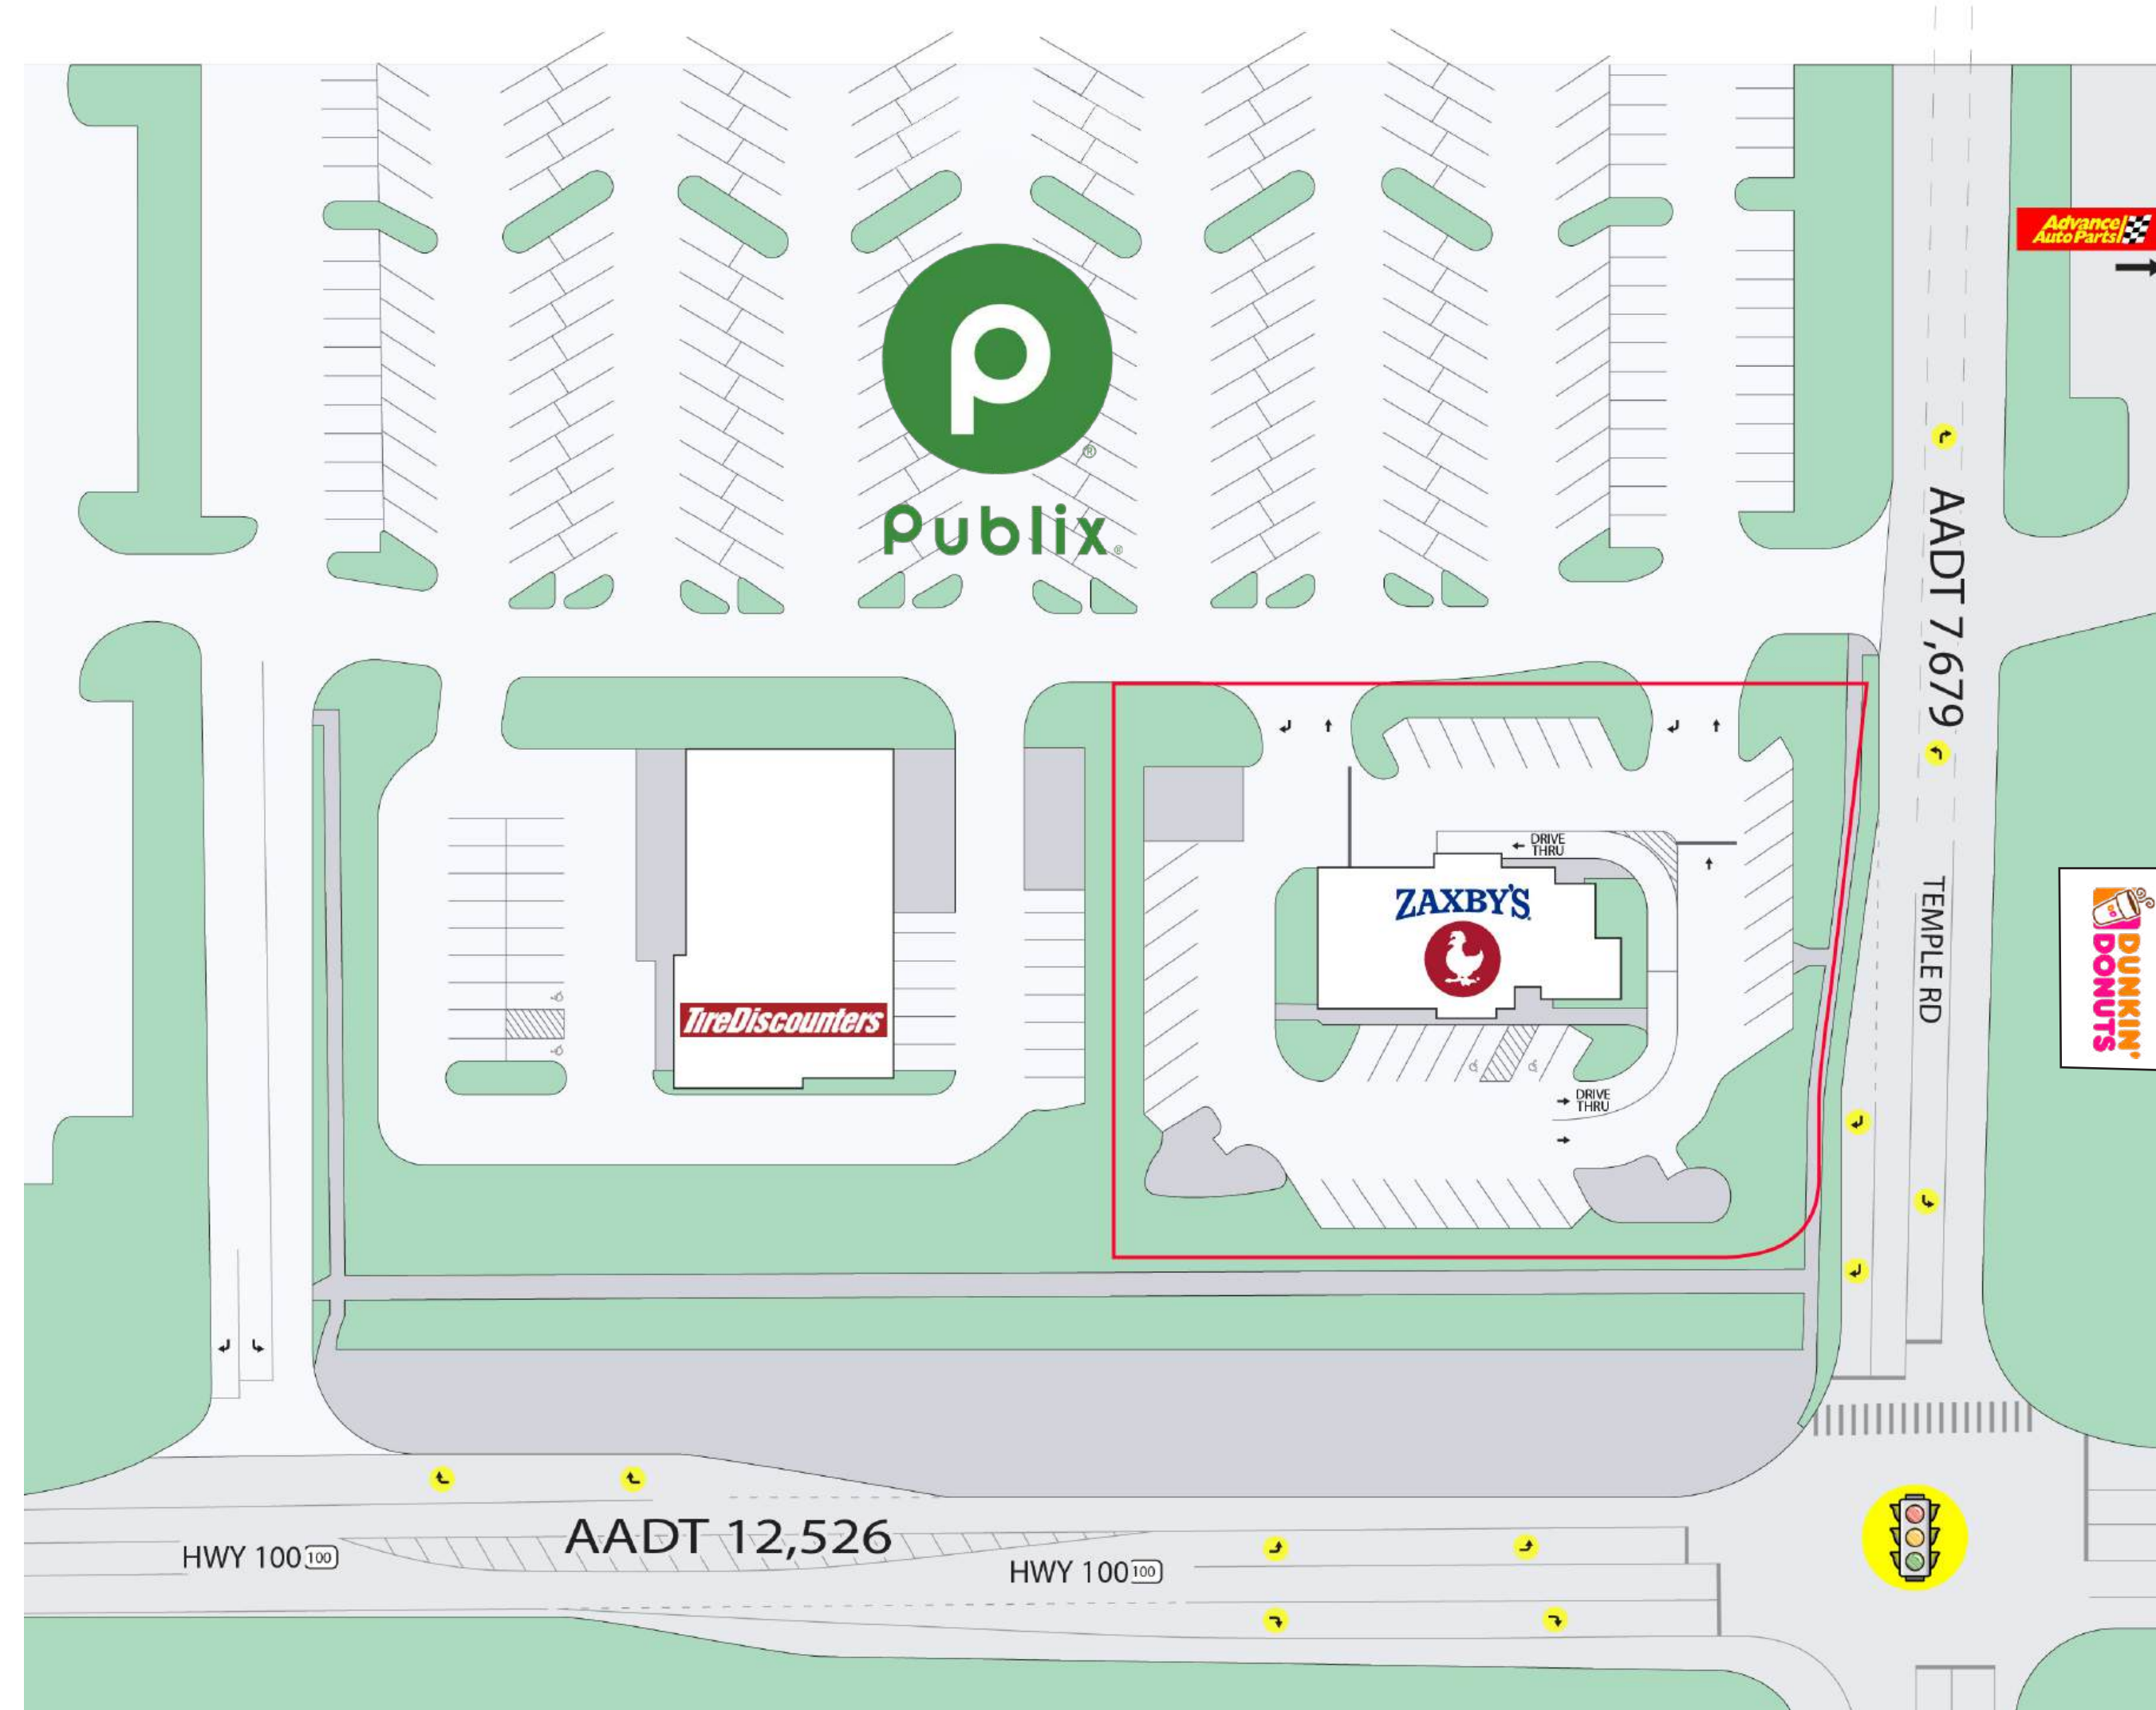 Advance
Auto Parts
®
Publix®
AADT 7,679
DRIVE
THRU
ZAXBY'S
TEMPLE RD
DUNKIN'
DONUTS
TireDiscounters
DRIVE
THRU
AADT 12,526
HWY 100 100
HWY 100 100